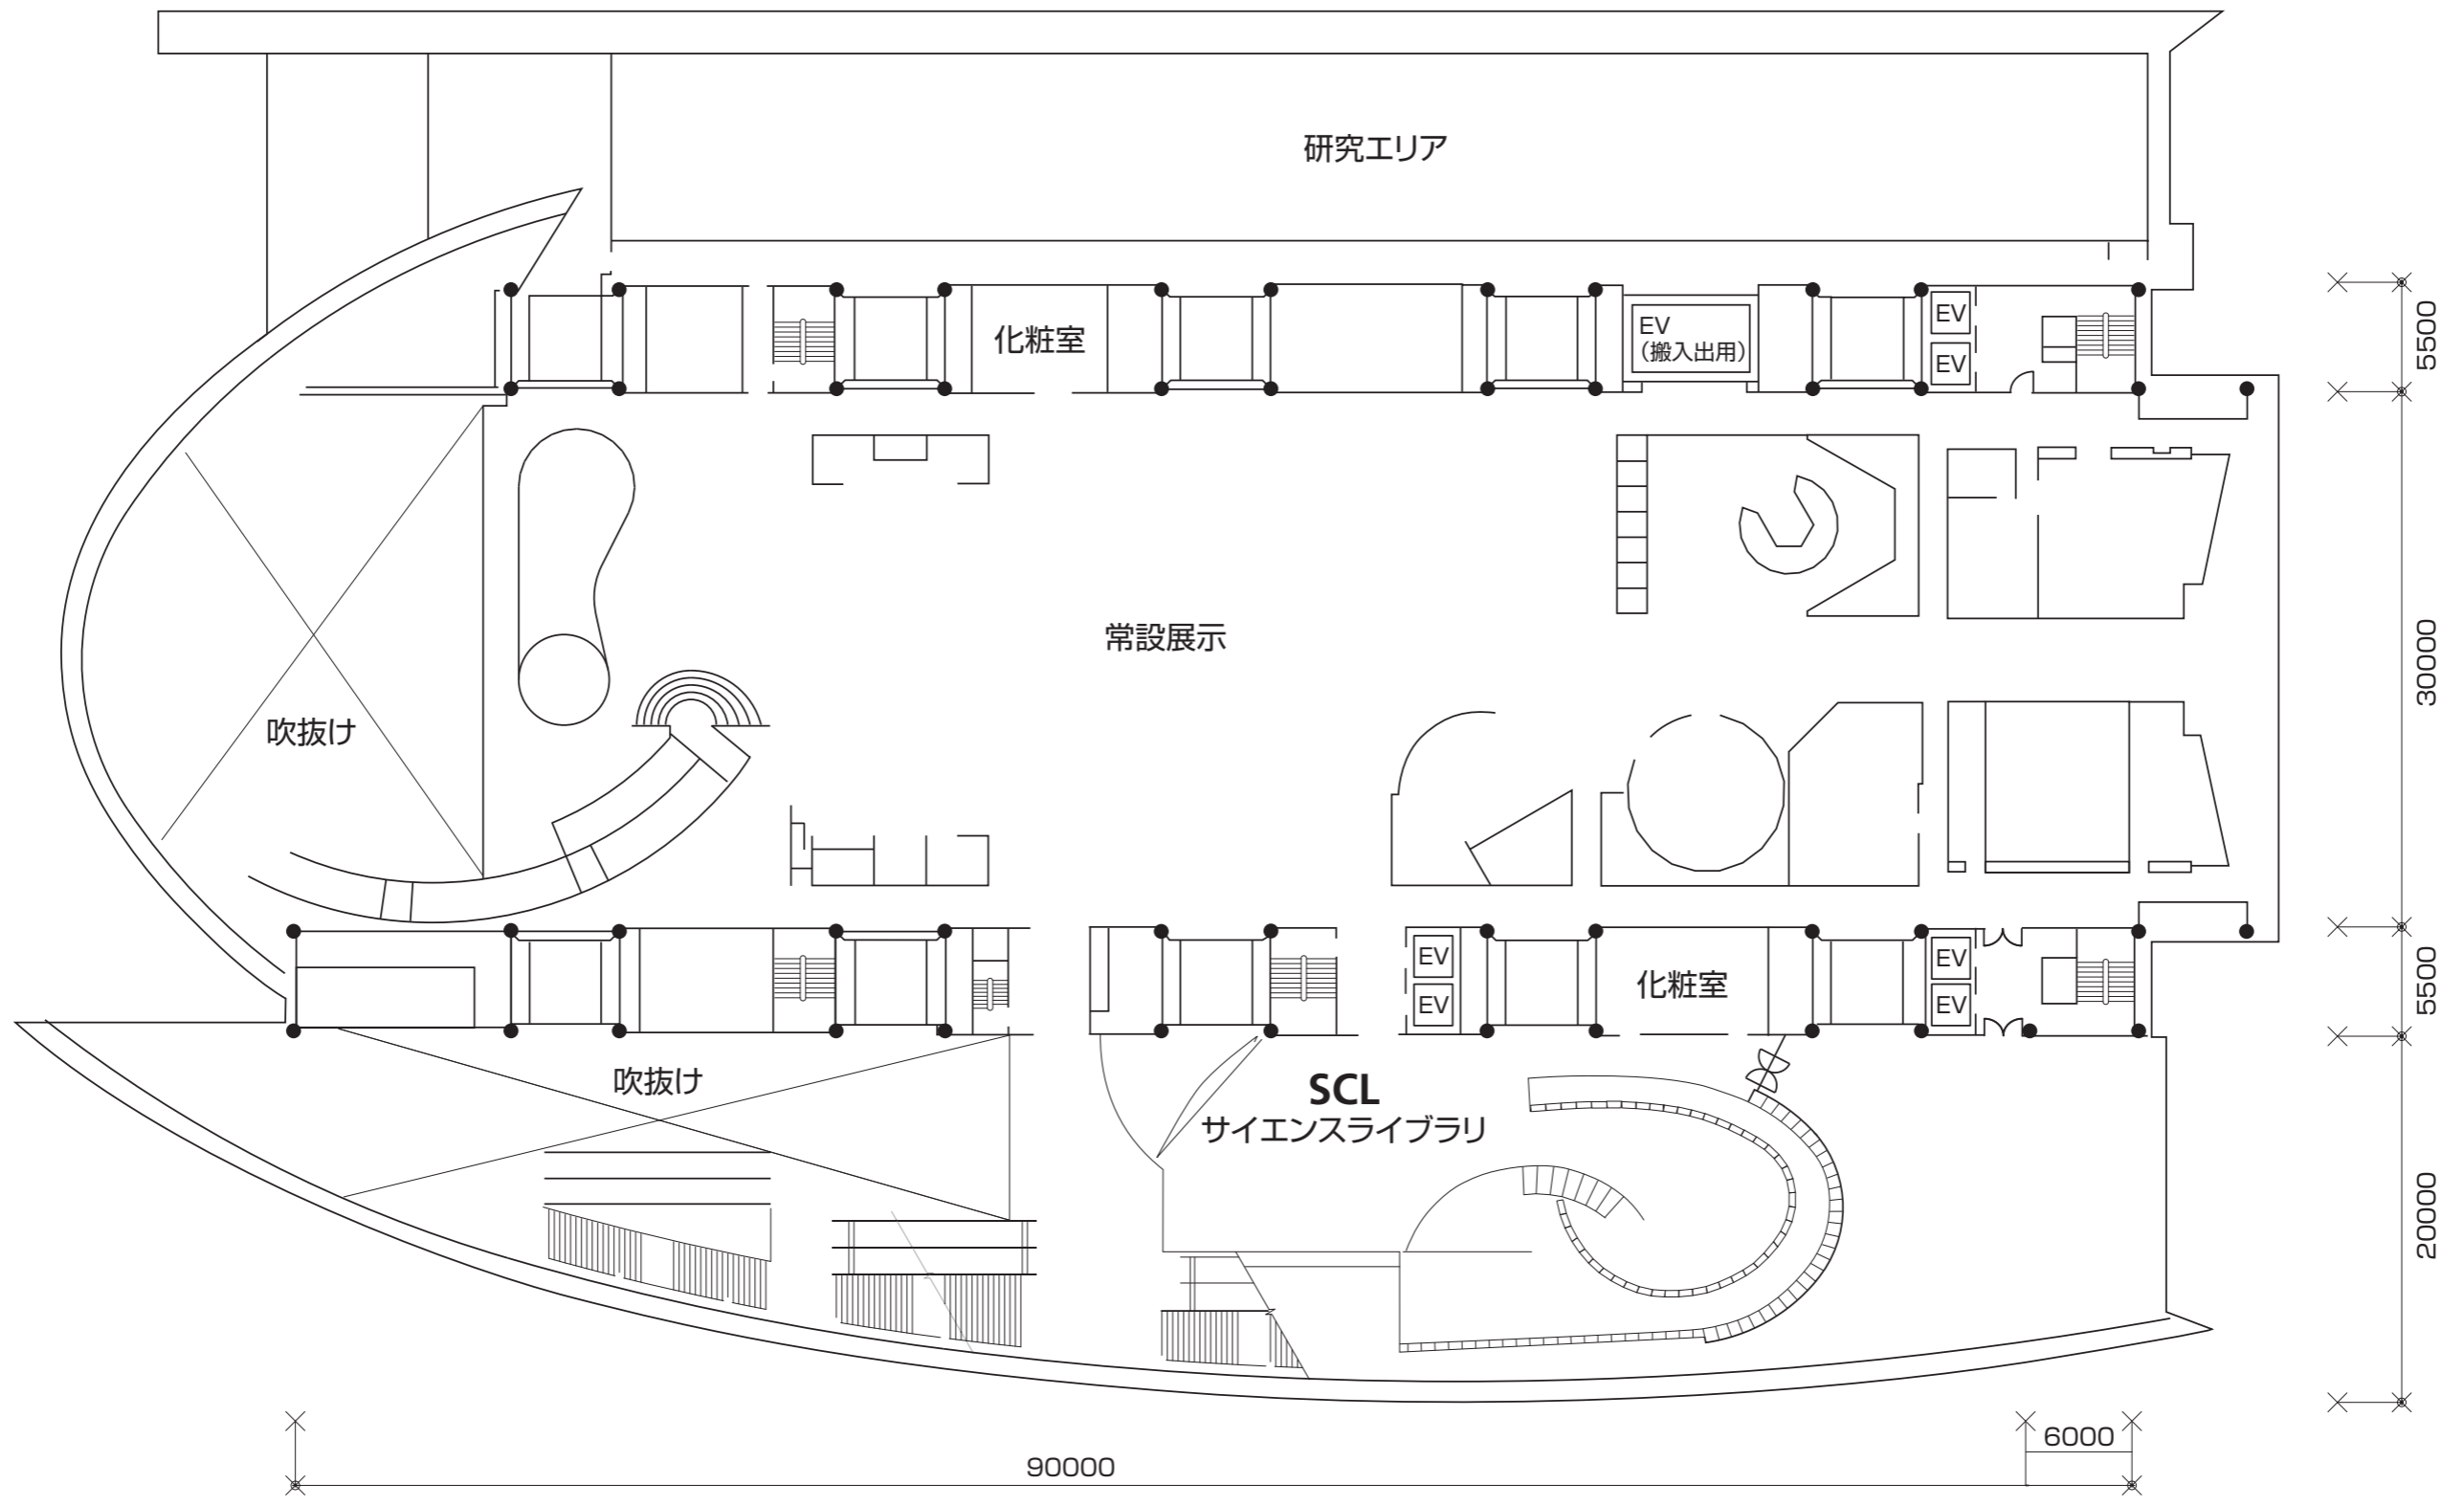 研究エリア
5500
EV
EV
（搬入出用）
化粧室
EV
常設展示
30000
吹抜け
EV
EV
5500
化粧室
EV
EV
吹抜け
SCL
サイエンスライブラリ
20000
6000
90000